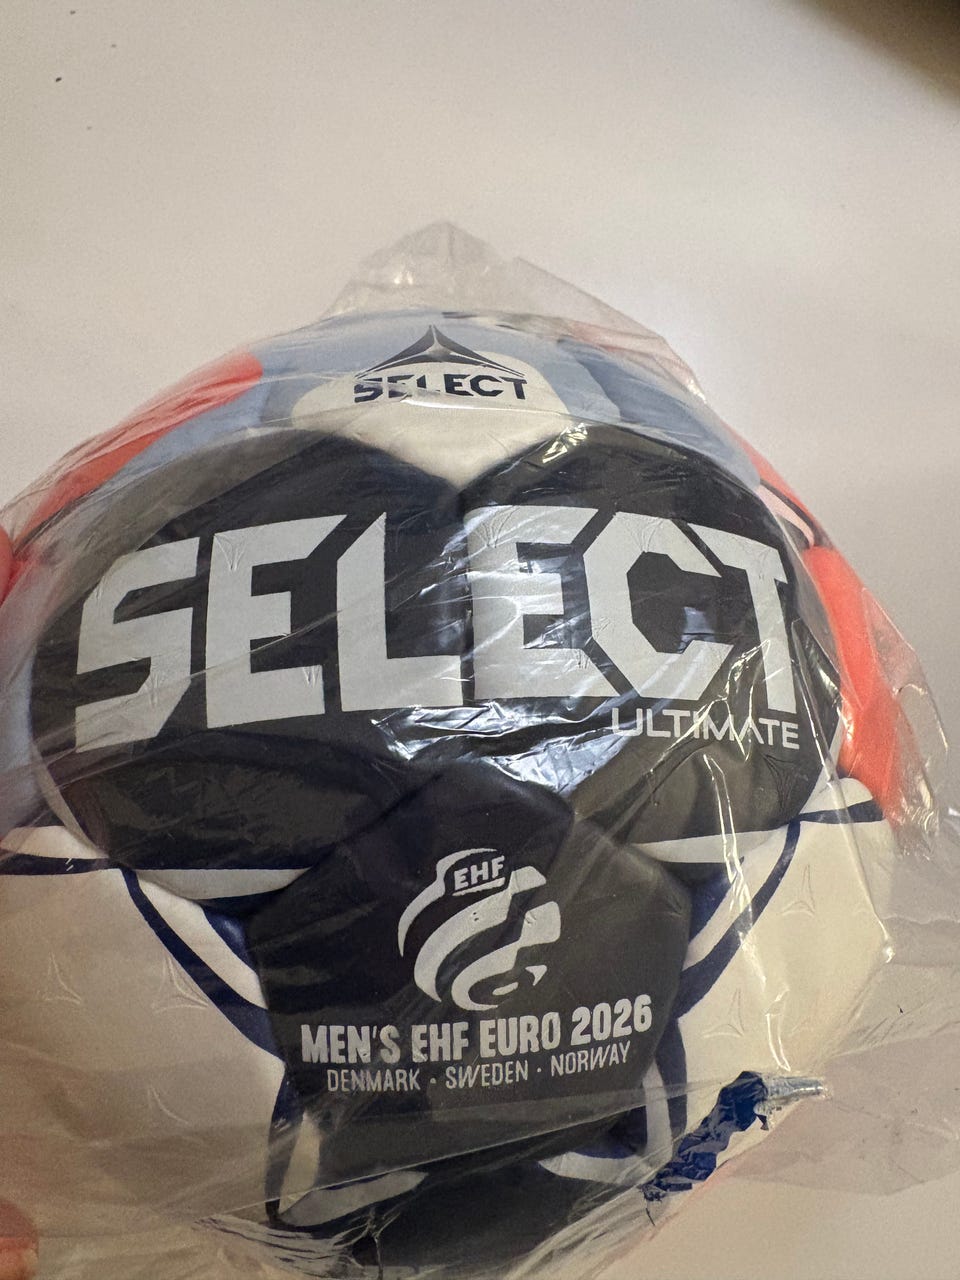 SELECT
SELECT
ULTIMATE
EHF
MEN'S EHF EURO 2026
DENMARK · SWEDEN · NORWAY